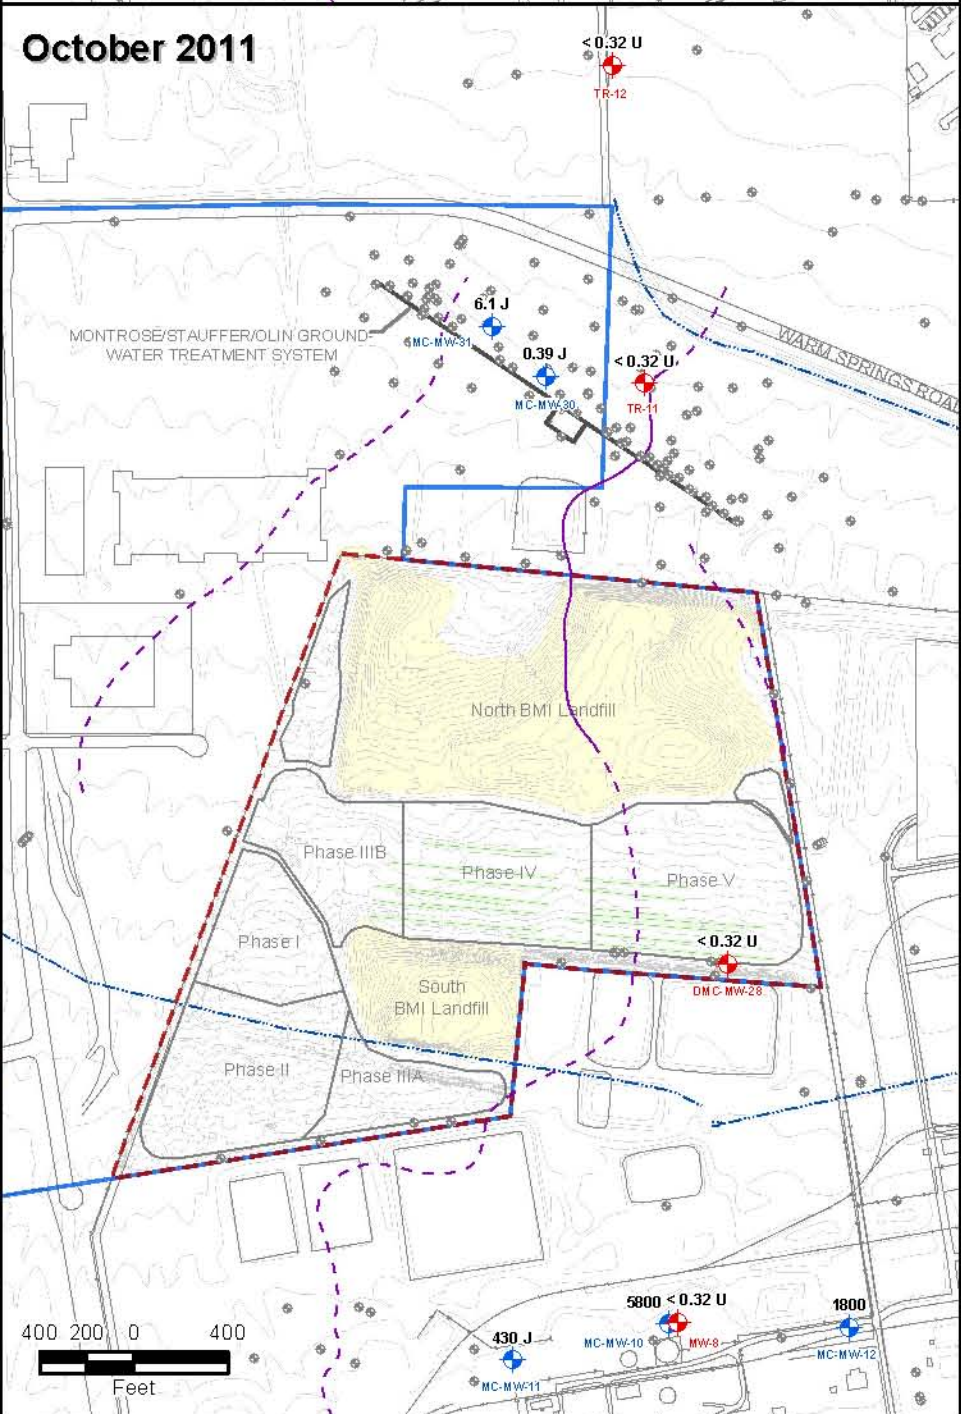 October 2011
< 0.32 U
TR-12
6.1 J
MONTROSE/STAUFFER/OLIN GROUND-
WATER TREATMENT SYSTEM
MC-MW-31
WARM SPRINGS ROAD
0.39 J
< 0.32 U
MC-MW-30
TR-11
North BMI Landfill
Phase IIIB
Phase IV
Phase V
Phase I
< 0.32 U
South
BMI Landfill
DMC-MW-28
Phase II
Phase IIIA
5800
< 0.32 U
1800
400 200 0 400
430 J
MC-MW-10
MW-8
MC-MW-12
Feet
MC-MW-11